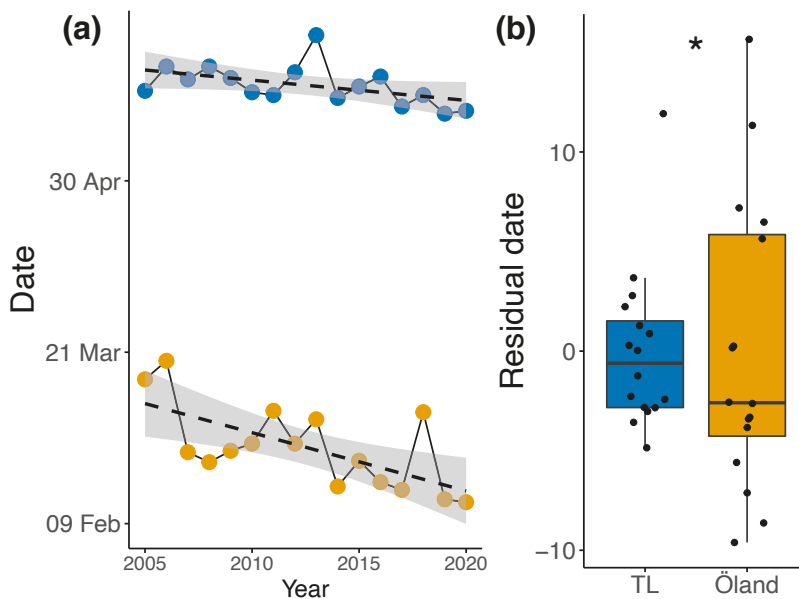 (a)
Date
30 Apr
21 Mar
09 Feb
2005
2010
2015
2020
Year
(b)
*
Residual date
10
0
−10
TL
Öland